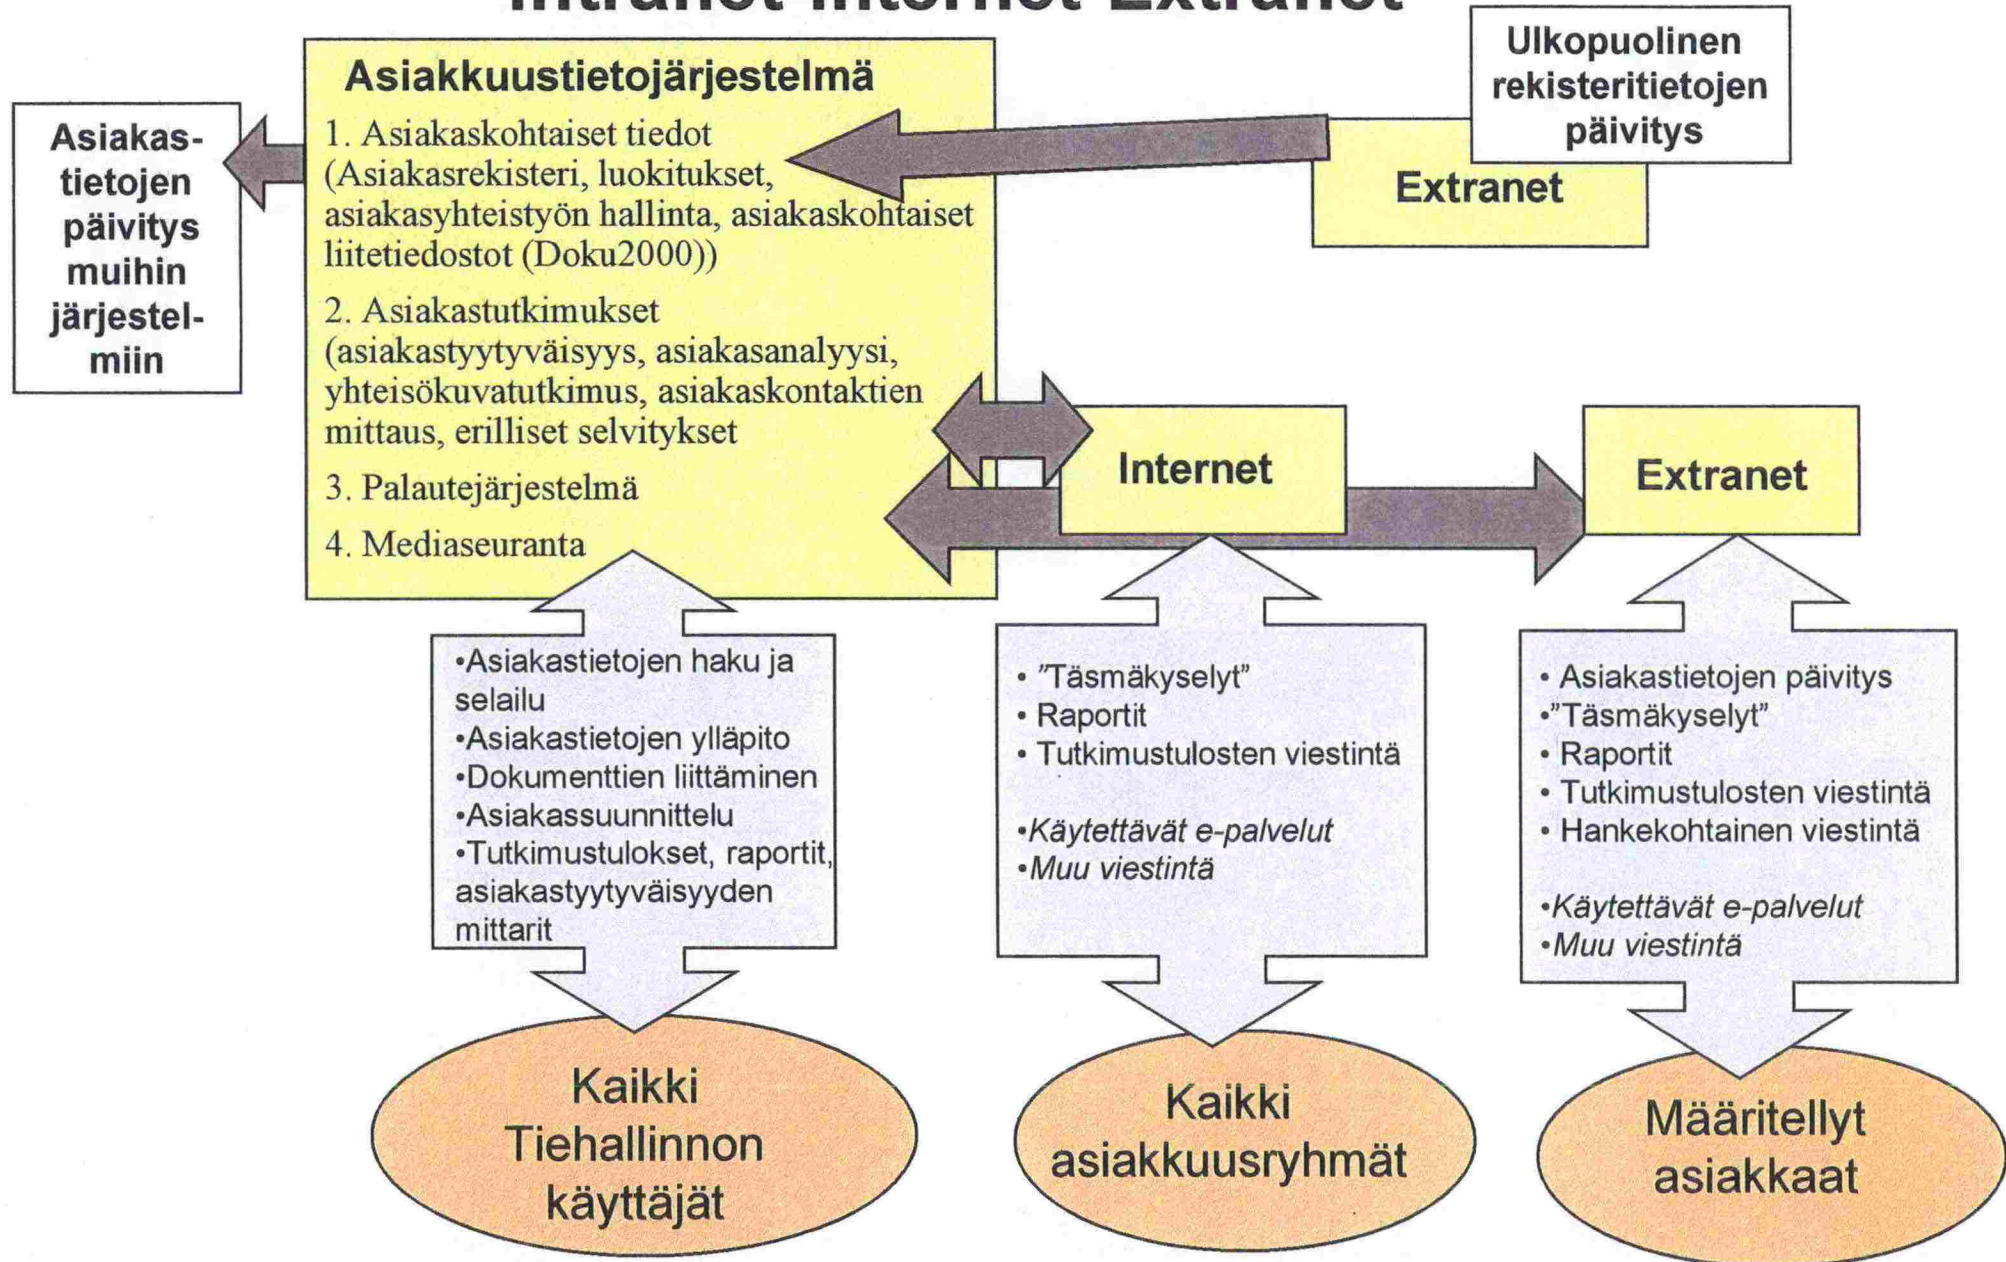 Intranet-Internet-Extranet
Asiakas-
tietojen
päivitys
muihin
järjestel-
miin
Asiakkuustietojärjestelmä
1. Asiakaskohtaiset tiedot
(Asiakasrekisteri, luokitukset,
asiakasyhteistyön hallinta, asiakaskohtaiset
liitetiedostot (Doku2000))
2. Asiakastutkimukset
(asiakastyytyväisyys, asiakasanalyysi,
yhteisökuvatutkimus, asiakaskontaktien
mittaus, erilliset selvitykset
3. Palautejärjestelmä
4. Mediaseuranta
Ulkopuolinen
rekisteritietojen
päivitys
Extranet
Internet
Extranet
•Asiakastietojen haku ja
selailu
•Asiakastietojen ylläpito
•Dokumenttien liittäminen
•Asiakassuunnittelu
•Tutkimustulokset, raportit,
asiakastyytyväisyyden
mittarit
• ”Täsmäkyselyt”
• Raportit
• Tutkimustulosten viestintä
•Käytettävät e-palvelut
•Muu viestintä
• Asiakastietojen päivitys
•”Täsmäkyselyt”
• Raportit
• Tutkimustulosten viestintä
• Hankekohtainen viestintä
•Käytettävät e-palvelut
•Muu viestintä
Kaikki
Tiehallinnon
käyttäjät
Kaikki
asiakkuusryhmät
Määritellyt
asiakkaat